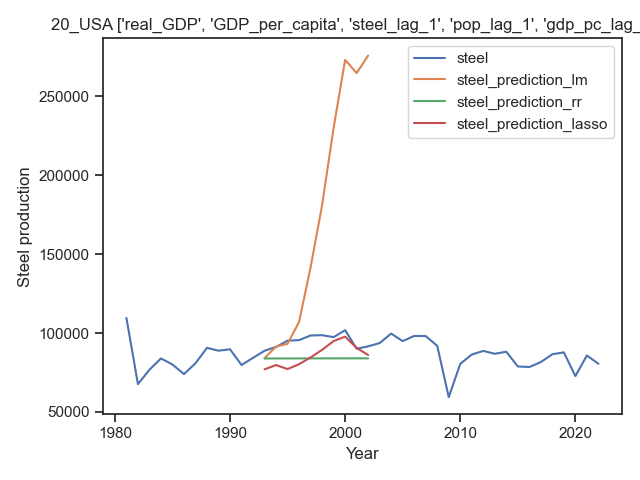 20_USA ['real_GDP', 'GDP_per_capita', 'steel_lag_1', 'pop_lag_1', 'gdp_pc_lag_
steel
steel_prediction_lm
steel_prediction_rr
steel_prediction_lasso
250000
200000
150000
100000
50000
Steel production
1980
1990
2000
2010
2020
Year